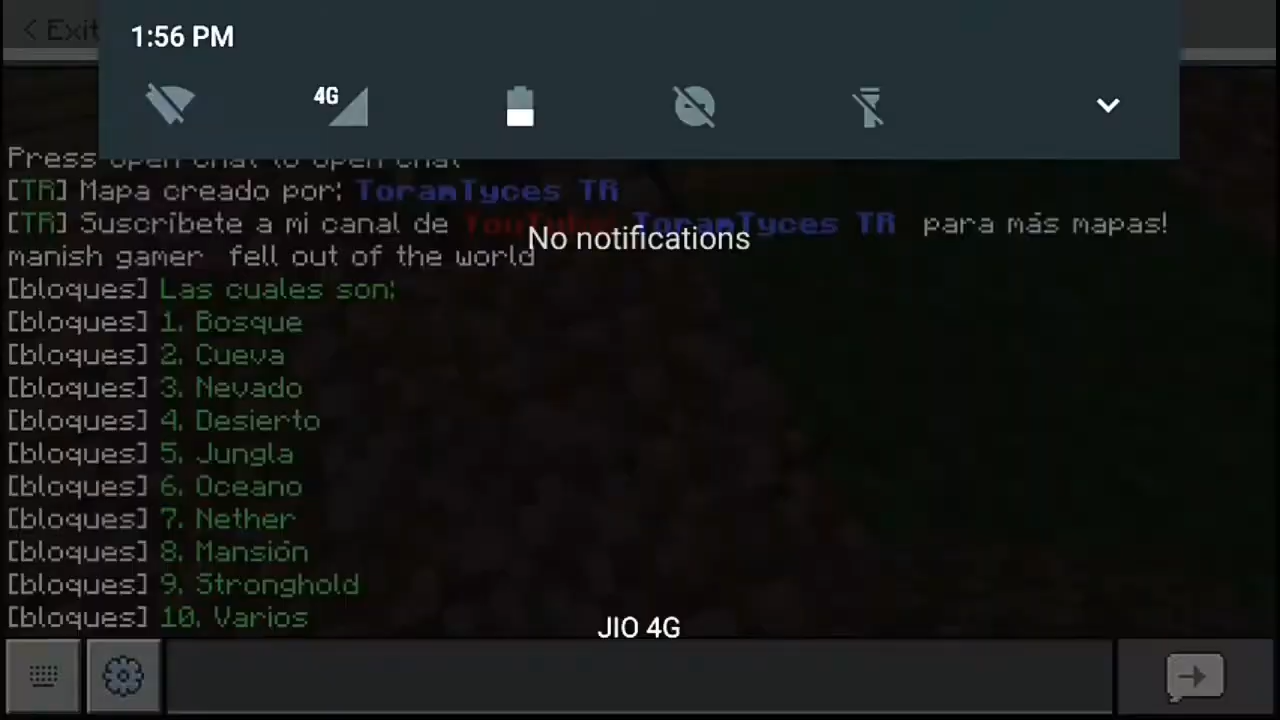 < Exit
1:56 PM
4G
Press open chat to open chat
[TR] Mapa creado por: ToramTyces TR
[TR] Suscríbete a mi canal de YouTube: ToramTyces TR para más mapas!
No notifications
manish gamer fell out of the world
[bloques] Las cuales son:
[bloques] 1. Bosque
[bloques] 2. Cueva
[bloques] 3. Nevado
[bloques] 4. Desierto
[bloques] 5. Jungla
[bloques] 6. Oceano
[bloques] 7. Nether
[bloques] 8. Mansión
[bloques] 9. Stronghold
[bloques] 10. Varios
JIO 4G